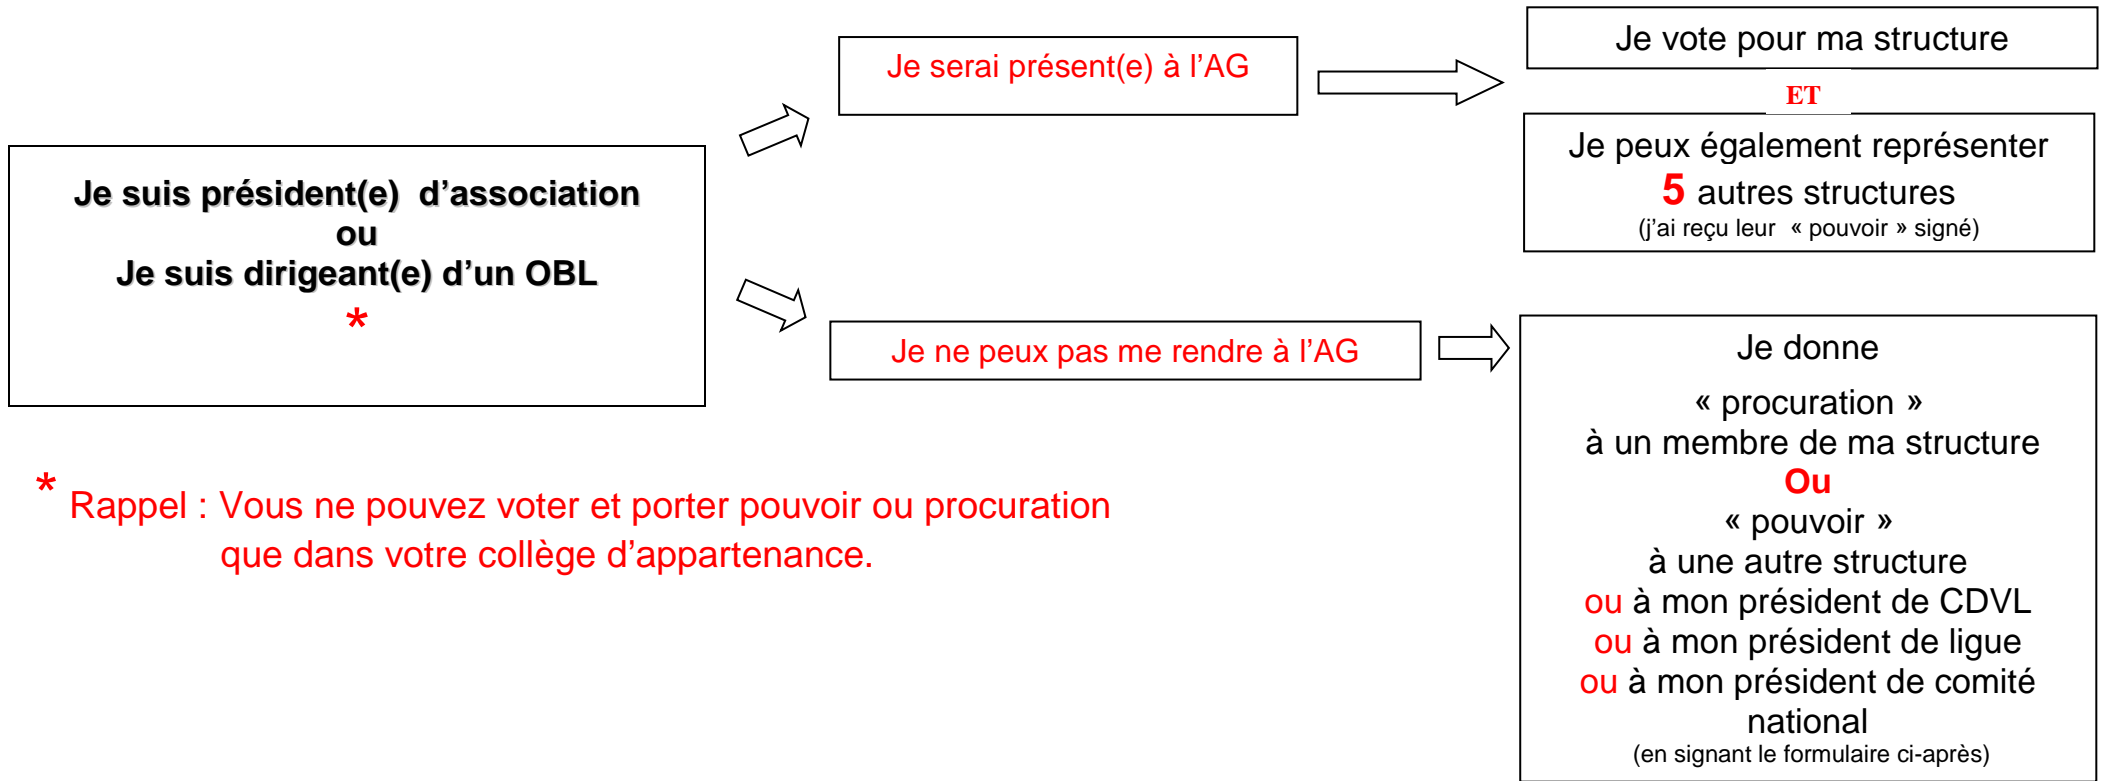 Je suis président(e) d’association
ou
Je suis dirigeant(e) d’un OBL
*
Je serai présent(e) à l’AG
Je vote pour ma structure
ET
Je peux également représenter
5 autres structures
(j’ai reçu leur « pouvoir » signé)
Je ne peux pas me rendre à l’AG
Je donne
« procuration »
à un membre de ma structure
Ou
« pouvoir »
à une autre structure
ou à mon président de CDVL
ou à mon président de ligue
ou à mon président de comité
national
(en signant le formulaire ci-après)
* Rappel : Vous ne pouvez voter et porter pouvoir ou procuration
que dans votre collège d’appartenance.